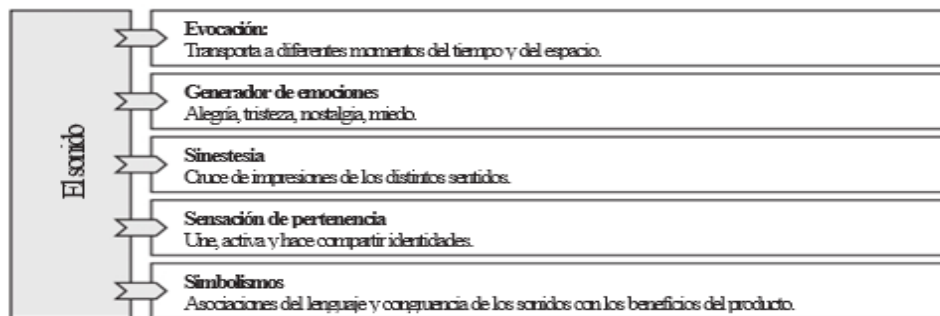 El sonido
Evocación:
Transporta a diferentes momentos del tiempo y del espacio.
Generador de emociones
Alegría, tristeza, nostalgia, miedo.
Sinestesia
Cruce de impresiones de los distintos sentidos.
Sensación de pertenencia
Une, activa y hace compartir identidades.
Simbolismos
Asociaciones del lenguaje y congruencia de los sonidos con los beneficios del producto.